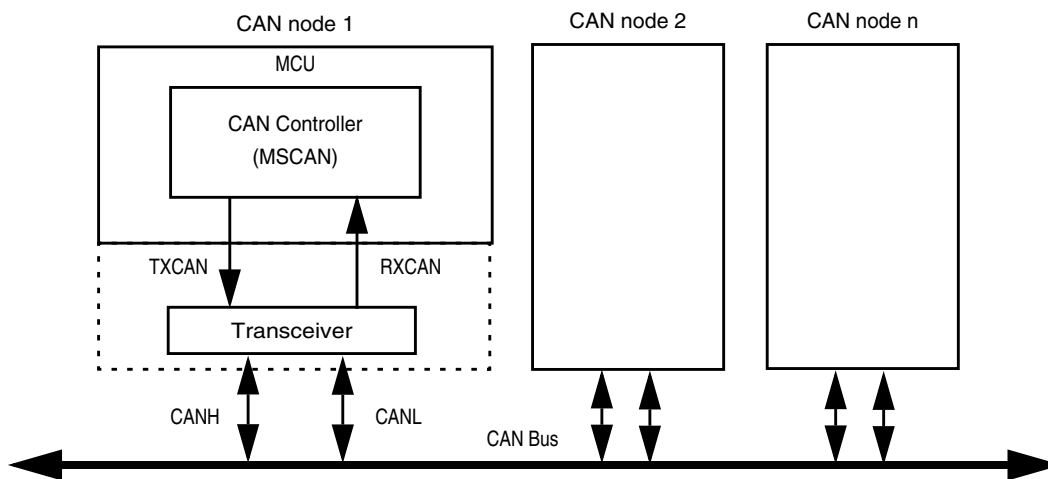 CAN node 1
CAN node 2
CAN node n
MCU
CAN Controller
(MSCAN)
TXCAN
RXCAN
Transceiver
CANH
CANL
CAN Bus